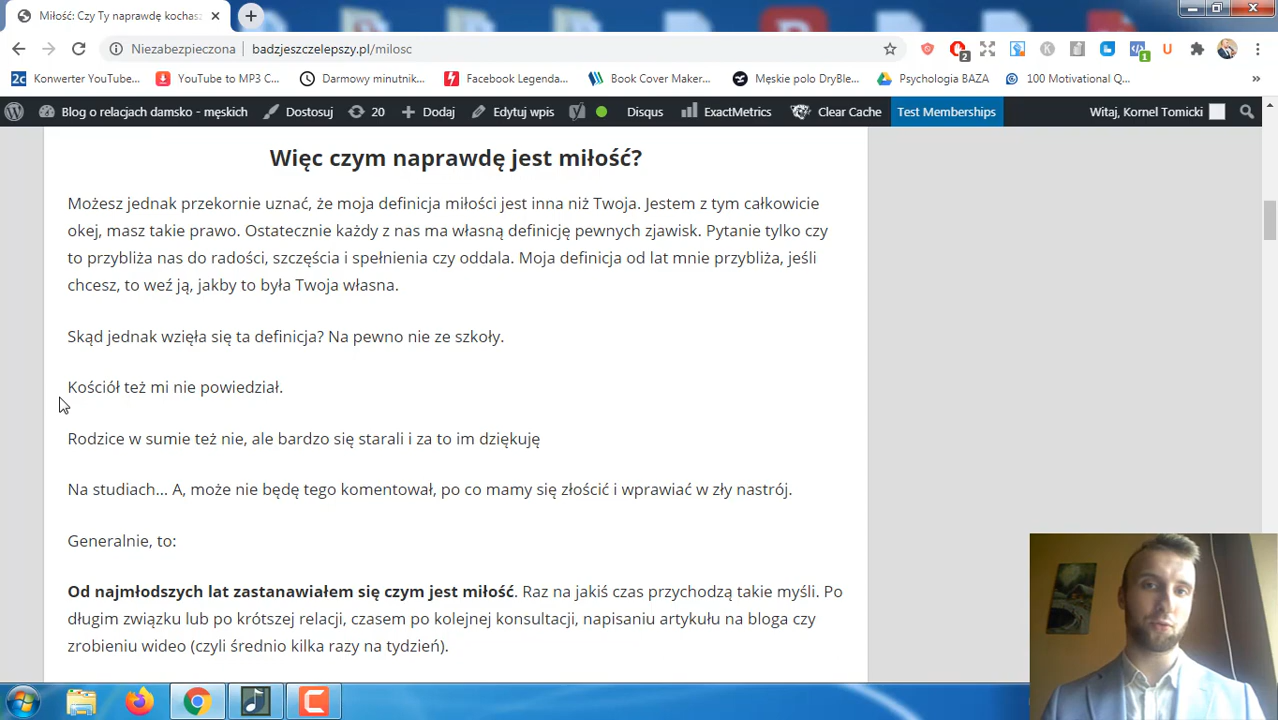 Miłość: Czy Ty naprawdę kochasz
Niezabezpieczona badzjeszczelepszy.pl/milosc
2
1
2c Konwerter YouTube... YouTube to MP3 C... Darmowy minutnik... Facebook Legenda... Book Cover Maker... Męskie polo DryBle... Psychologia BAZA 100 Motivational Q... »
Blog o relacjach damsko - męskich Dostosuj 20 Dodaj Edytuj wpis Disqus ExactMetrics Clear Cache Test Memberships Witaj, Kornel Tomicki
Więc czym naprawdę jest miłość?
Możesz jednak przekornie uznać, że moja definicja miłości jest inna niż Twoja. Jestem z tym całkowicie
okej, masz takie prawo. Ostatecznie każdy z nas ma własną definicję pewnych zjawisk. Pytanie tylko czy
to przybliża nas do radości, szczęścia i spełnienia czy oddala. Moja definicja od lat mnie przybliża, jeśli
chcesz, to weź ją, jakby to była Twoja własna.
Skąd jednak wzięła się ta definicja? Na pewno nie ze szkoły.
Kościół też mi nie powiedział.
Rodzice w sumie też nie, ale bardzo się starali i za to im dziękuję
Na studiach... A, może nie będę tego komentował, po co mamy się złościć i wprawiać w zły nastrój.
Generalnie, to:
Od najmłodszych lat zastanawiałem się czym jest miłość. Raz na jakiś czas przychodzą takie myśli. Po
długim związku lub po krótszej relacji, czasem po kolejnej konsultacji, napisaniu artykułu na bloga czy
zrobieniu wideo (czyli średnio kilka razy na tydzień).